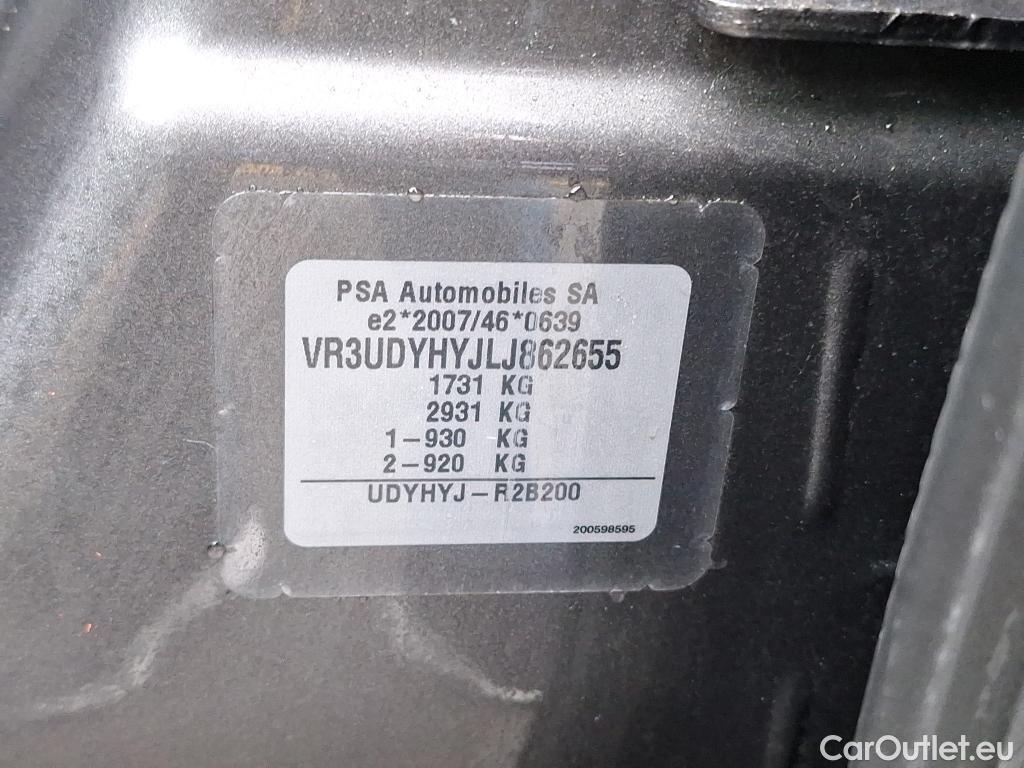 PSA Automobiles SA
e2*2007/46*0639
VR3UDYHYJLJ862655
1731 KG
2931 KG
1-930 KG
2-920 KG
UDYHYJ-R2B200
200598595
CarOutlet.eu